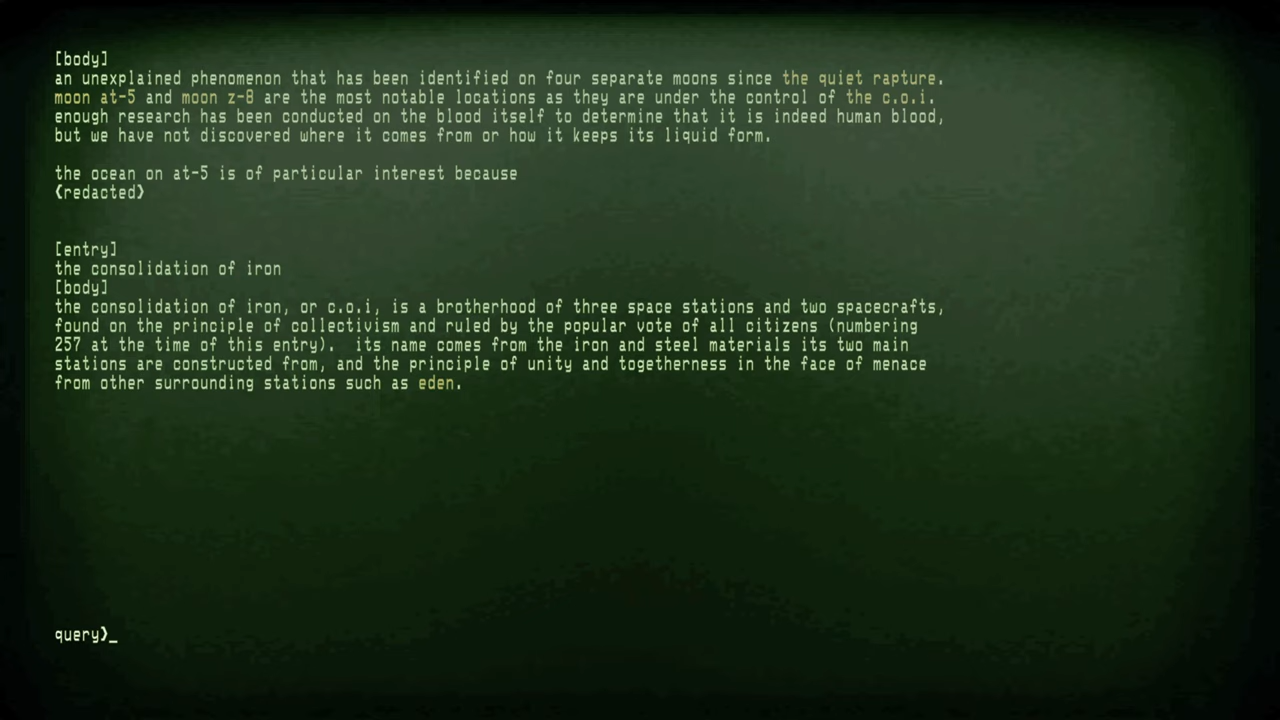 [body]
an unexplained phenomenon that has been identified on four separate moons since the quiet rapture.
moon at-5 and moon z-8 are the most notable locations as they are under the control of the c.o.i.
enough research has been conducted on the blood itself to determine that it is indeed human blood,
but we have not discovered where it comes from or how it keeps its liquid form.
the ocean on at-5 is of particular interest because
{redacted}
[entry]
the consolidation of iron
[body]
the consolidation of iron, or c.o.i, is a brotherhood of three space stations and two spacecrafts,
found on the principle of collectivism and ruled by the popular vote of all citizens (numbering
257 at the time of this entry).  its name comes from the iron and steel materials its two main
stations are constructed from, and the principle of unity and togetherness in the face of menace
from other surrounding stations such as eden.
query}_